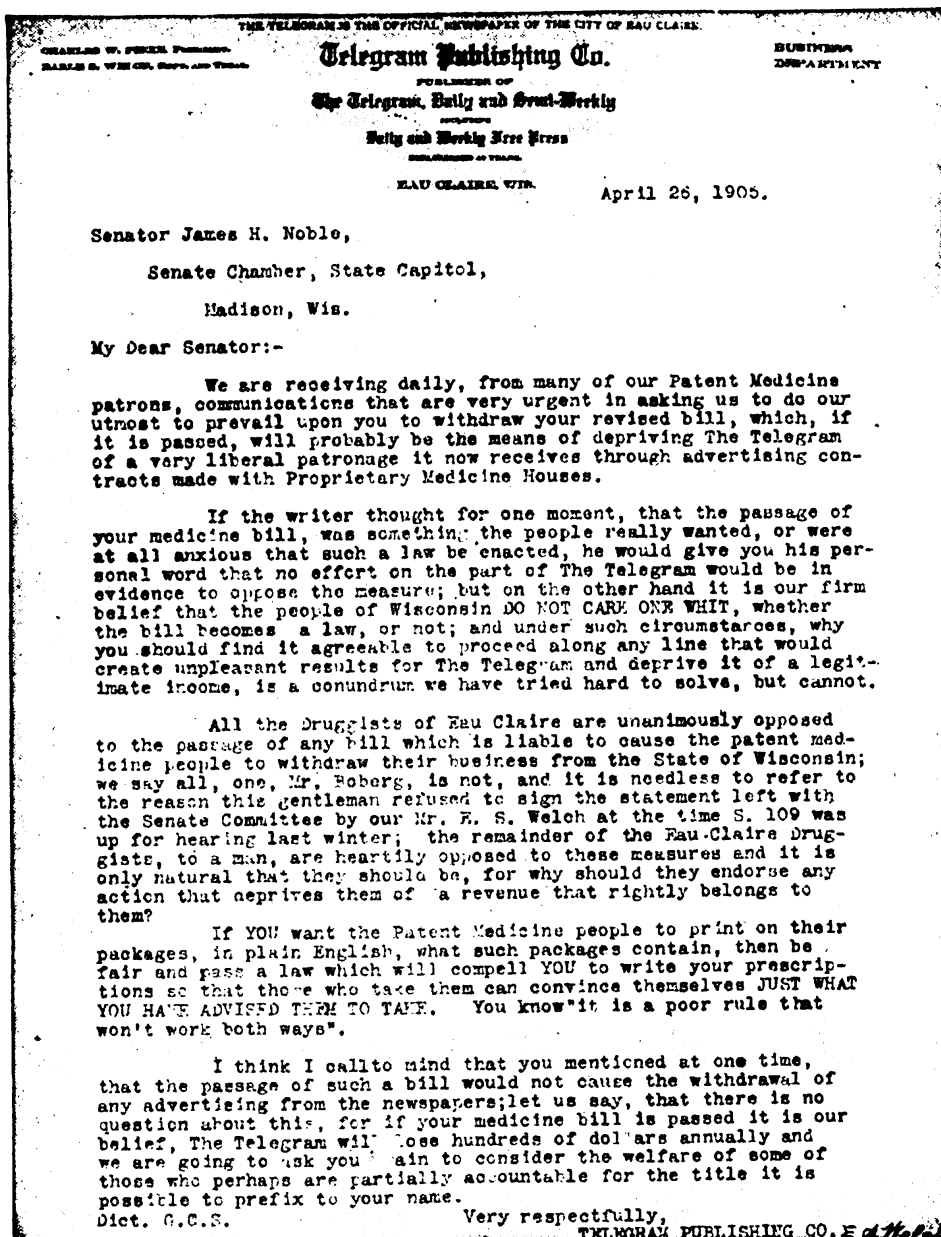 THE TELEGRAM IS THE OFFICIAL NEWSPAPER OF THE CITY OF EAU CLAIRE.
CHARLES W.
Telegram Publishing Co.
BUSINESS
DEPARTMENT
PUBLISHER OF
The Telegram, Daily and Semi-Weekly
INCLUDING
Daily and Weekly Free Press
EAU CLAIRE, WIS.
April 26, 1905.
Senator James H. Noble,
Senate Chamber, State Capitol,
Madison, Wis.
My Dear Senator:-
We are receiving daily, from many of our Patent Medicine
patrons, communications that are very urgent in asking us to do our
utmost to prevail upon you to withdraw your revised bill, which, if
it is passed, will probably be the means of depriving The Telegram
of a very liberal patronage it now receives through advertising con-
tracts made with Proprietary Medicine Houses.
If the writer thought for one moment, that the passage of
your medicine bill, was something the people really wanted, or were
at all anxious that such a law be enacted, he would give you his per-
sonal word that no effort on the part of The Telegram would be in
evidence to oppose the measure; but on the other hand it is our firm
belief that the people of Wisconsin DO NOT CARE ONE WHIT, whether
the bill becomes a law, or not; and under such circumstances, why
you should find it agreeable to proceed along any line that would
create unpleasant results for The Telegram and deprive it of a legit-
imate income, is a conundrum we have tried hard to solve, but cannot.
All the Druggists of Eau Claire are unanimously opposed
to the passage of any bill which is liable to cause the patent med-
icine people to withdraw their business from the State of Wisconsin;
we say all, one, Mr. Boberg, is not, and it is needless to refer to
the reason this gentleman refused to sign the statement left with
the Senate Committee by our Mr. E. S. Welch at the time S. 109 was
up for hearing last winter; the remainder of the Eau Claire Drug-
gists, to a man, are heartily opposed to these measures and it is
only natural that they should be, for why should they endorse any
action that deprives them of a revenue that rightly belongs to
them?
If YOU want the Patent Medicine people to print on their
packages, in plain English, what such packages contain, then be
fair and pass a law which will compell YOU to write your prescrip-
tions so that those who take them can convince themselves JUST WHAT
YOU HAVE ADVISED THEM TO TAKE. You know"it is a poor rule that
won't work both ways".
I think I callto mind that you mentioned at one time,
that the passage of such a bill would not cause the withdrawal of
any advertising from the newspapers;let us say, that there is no
question about this, for if your medicine bill is passed it is our
belief, The Telegram will lose hundreds of dollars annually and
we are going to ask you again to consider the welfare of some of
those who perhaps are partially accountable for the title it is
possible to prefix to your name.
Dict. G.C.S. Very respectfully,
TELEGRAM PUBLISHING CO.